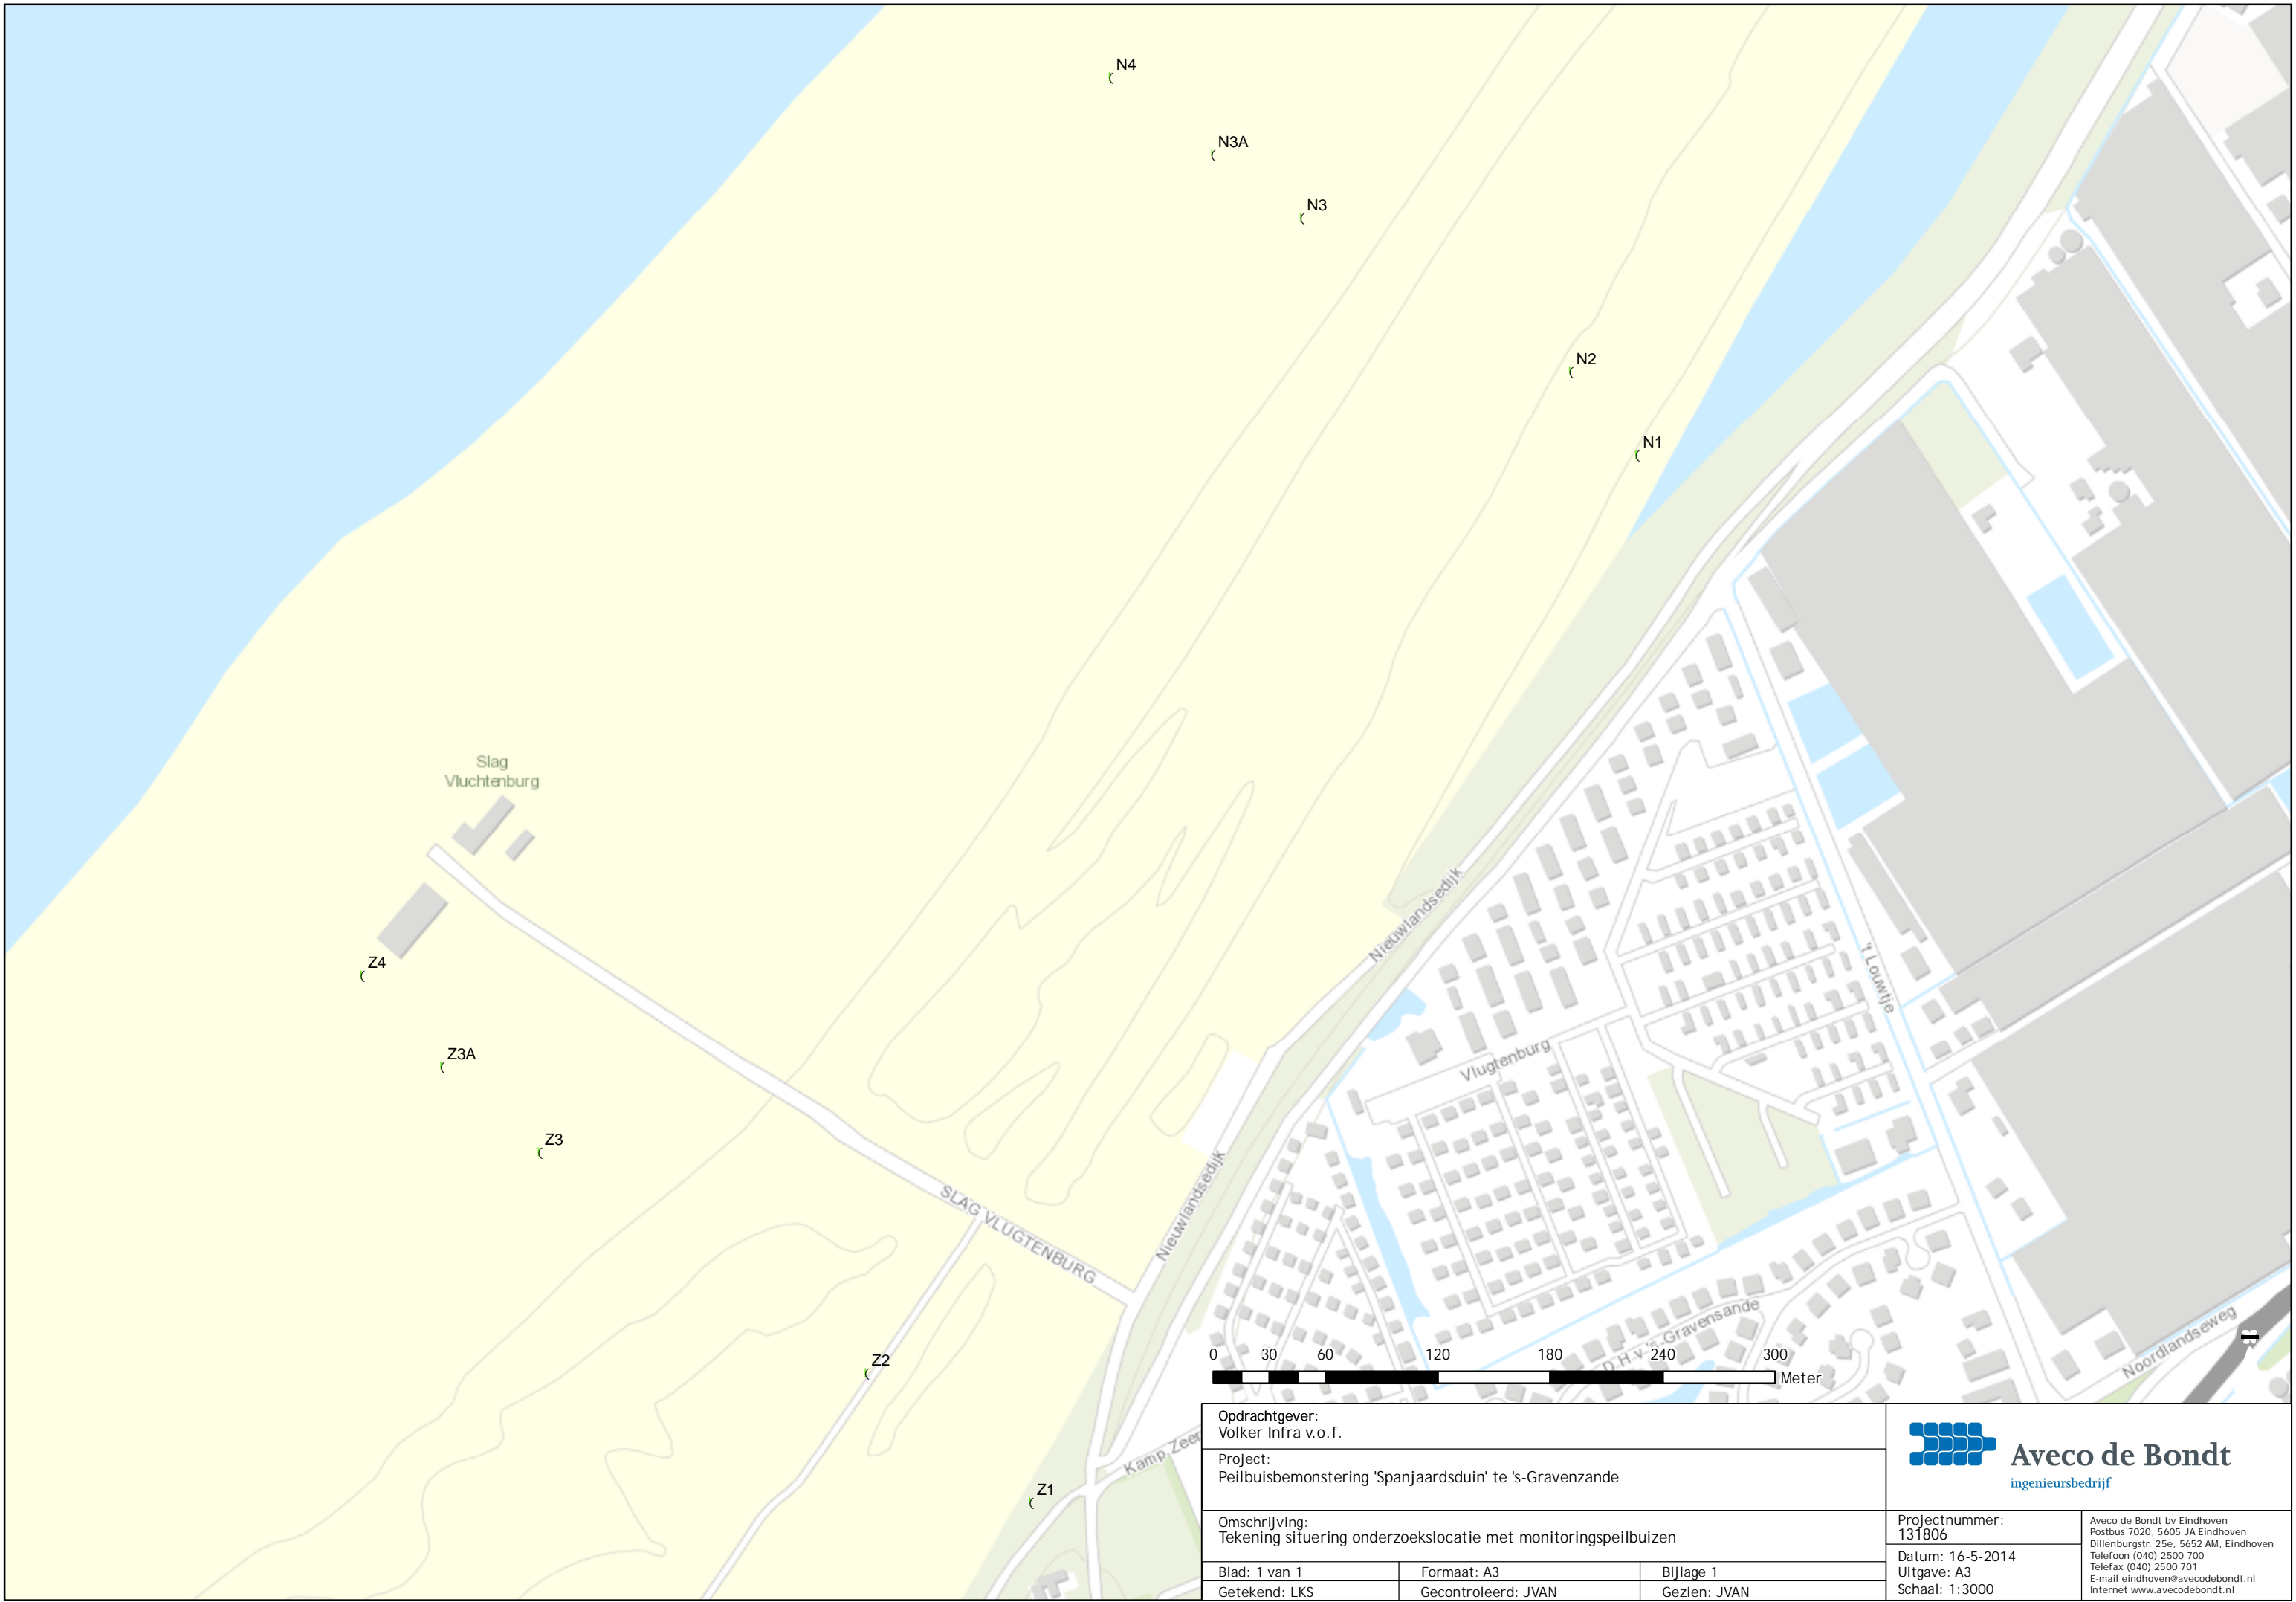 N4
N3A
N3
N2
N1
Slag
Vluchtenburg
Z4
Z3A
Z3
Z2
Z1
SLAG VLUGTENBURG
Nieuwlandsedijk
Nieuwlandsedijk
Vlugtenburg
't Louwtje
D.H.v.'s-Gravensande
Noordlandseweg
Kamp Zeer
0 30 60 120 180 240 300
Meter
Opdrachtgever:
Volker Infra v.o.f.
Project:
Peilbuisbemonstering 'Spanjaardsduin' te 's-Gravenzande
Omschrijving:
Tekening situering onderzoekslocatie met monitoringspeilbuizen
Blad: 1 van 1
Formaat: A3
Bijlage 1
Getekend: LKS
Gecontroleerd: JVAN
Gezien: JVAN
Aveco de Bondt
ingenieursbedrijf
Projectnummer:
131806
Datum: 16-5-2014
Uitgave: A3
Schaal: 1:3000
Aveco de Bondt bv Eindhoven
Postbus 7020, 5605 JA Eindhoven
Dillenburgstr. 25e, 5652 AM, Eindhoven
Telefoon (040) 2500 700
Telefax (040) 2500 701
E-mail eindhoven@avecodebondt.nl
Internet www.avecodebondt.nl